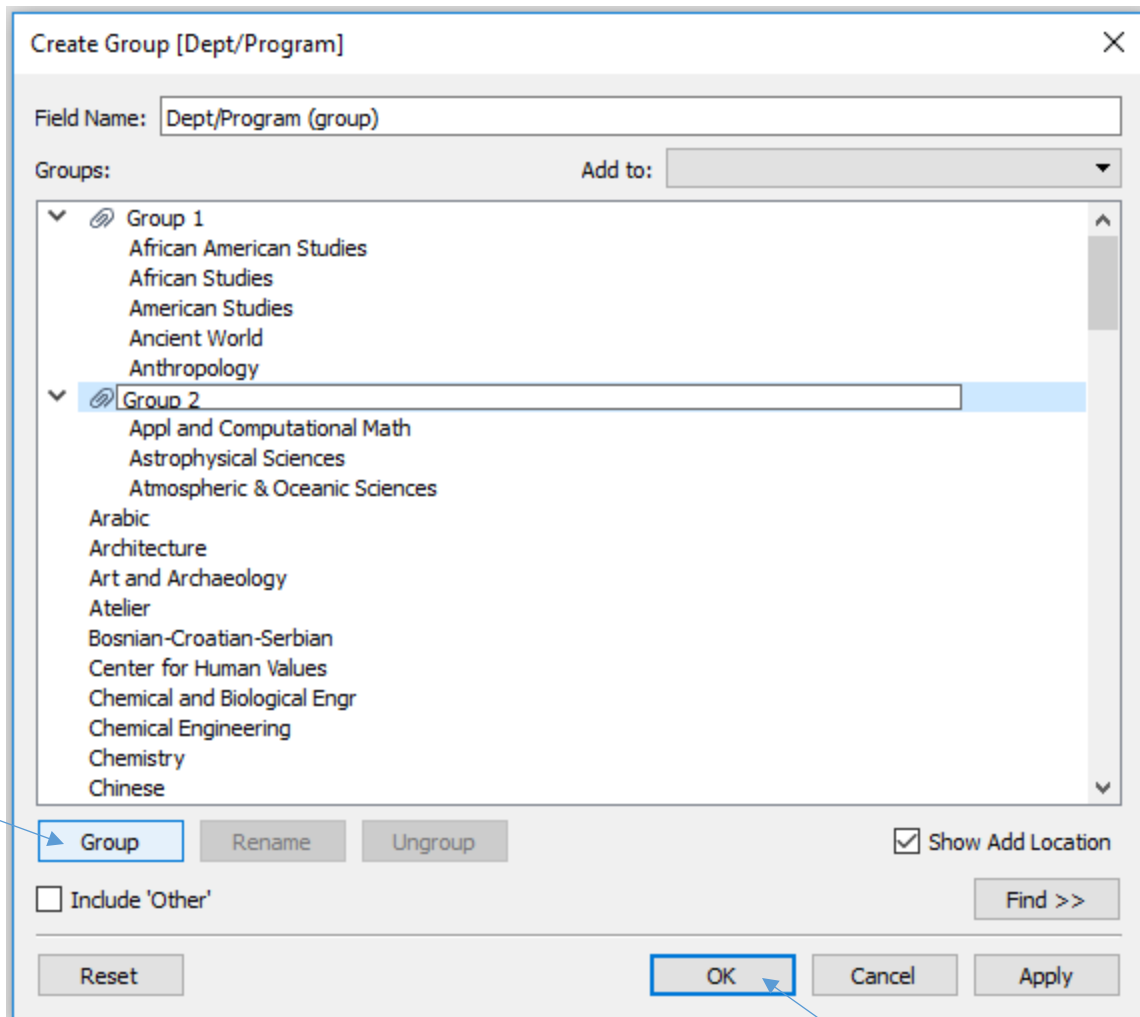 Create Group [Dept/Program]
Field Name: Dept/Program (group)
Groups: Add to:
Group 1
African American Studies
African Studies
American Studies
Ancient World
Anthropology
Group 2
Appl and Computational Math
Astrophysical Sciences
Atmospheric & Oceanic Sciences
Arabic
Architecture
Art and Archaeology
Atelier
Bosnian-Croatian-Serbian
Center for Human Values
Chemical and Biological Engr
Chemical Engineering
Chemistry
Chinese
Group Rename Ungroup Show Add Location
Include 'Other' Find >>
Reset OK Cancel Apply